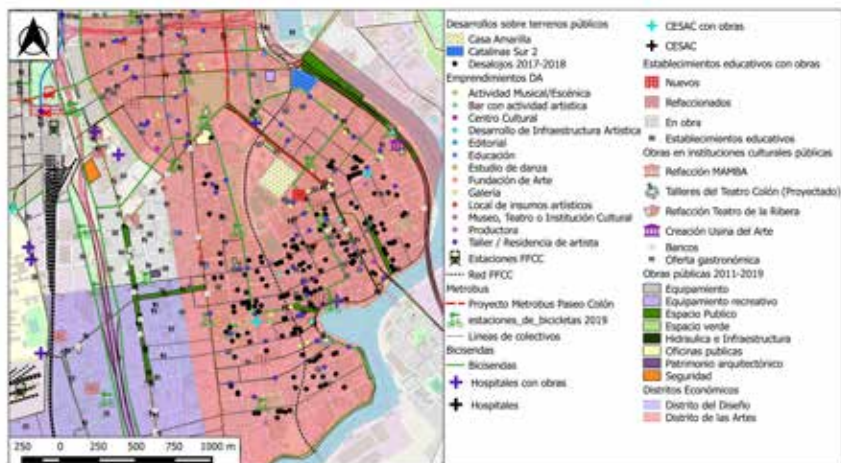 Desarrollos sobre terrenos públicos
Casa Amarilla
Catalinas Sur 2
Desalojos 2017-2018
Emprendimientos DA
Actividad Musical/Escénica
Bar con actividad artística
Centro Cultural
Desarrollo de Infraestructura Artística
Editorial
Educación
Estudio de danza
Fundación de Arte
Galería
Local de insumos artísticos
Museo, Teatro o Institución Cultural
Productora
Taller / Residencia de artista
Estaciones FFCC
Red FFCC
Metrobus
Proyecto Metrobus Paseo Colón
estaciones_de_bicicletas 2019
Lineas de colectivos
Bicisendas
Bicisendas
Hospitales con obras
Hospitales
CESAC con obras
CESAC
Establecimientos educativos con obras
Nuevos
Refaccionados
En obra
Establecimientos educativos
Obras en instituciones culturales públicas
Refacción MAMBA
Talleres del Teatro Colón (Proyectado)
Refacción Teatro de la Ribera
Creación Usina del Arte
Bancos
Oferta gastronómica
Obras públicas 2011-2019
Equipamiento
Equipamiento recreativo
Espacio Publico
Espacio verde
Hidraulica e Infraestructura
Oficinas publicas
Patrimonio arquitectónico
Seguridad
Distritos Económicos
Distrito del Diseño
Distrito de las Artes
250 0 250 500 750 1000 m